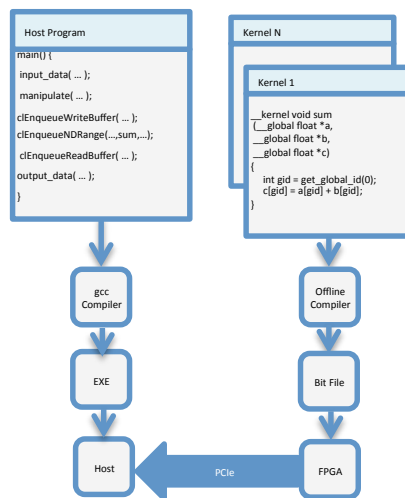 Host Program
main() {
input_data( … );
manipulate( … );
clEnqueueWriteBuffer( … );
clEnqueueNDRange(…,sum,…);
clEnqueueReadBuffer( … );
output_data( … );
}
Kernel N
Kernel 1
__kernel void sum
(__global float *a,
__global float *b,
__global float *c)
{
int gid = get_global_id(0);
c[gid] = a[gid] + b[gid];
}
gcc
Compiler
Offline
Compiler
EXE
Bit File
Host
PCIe
FPGA